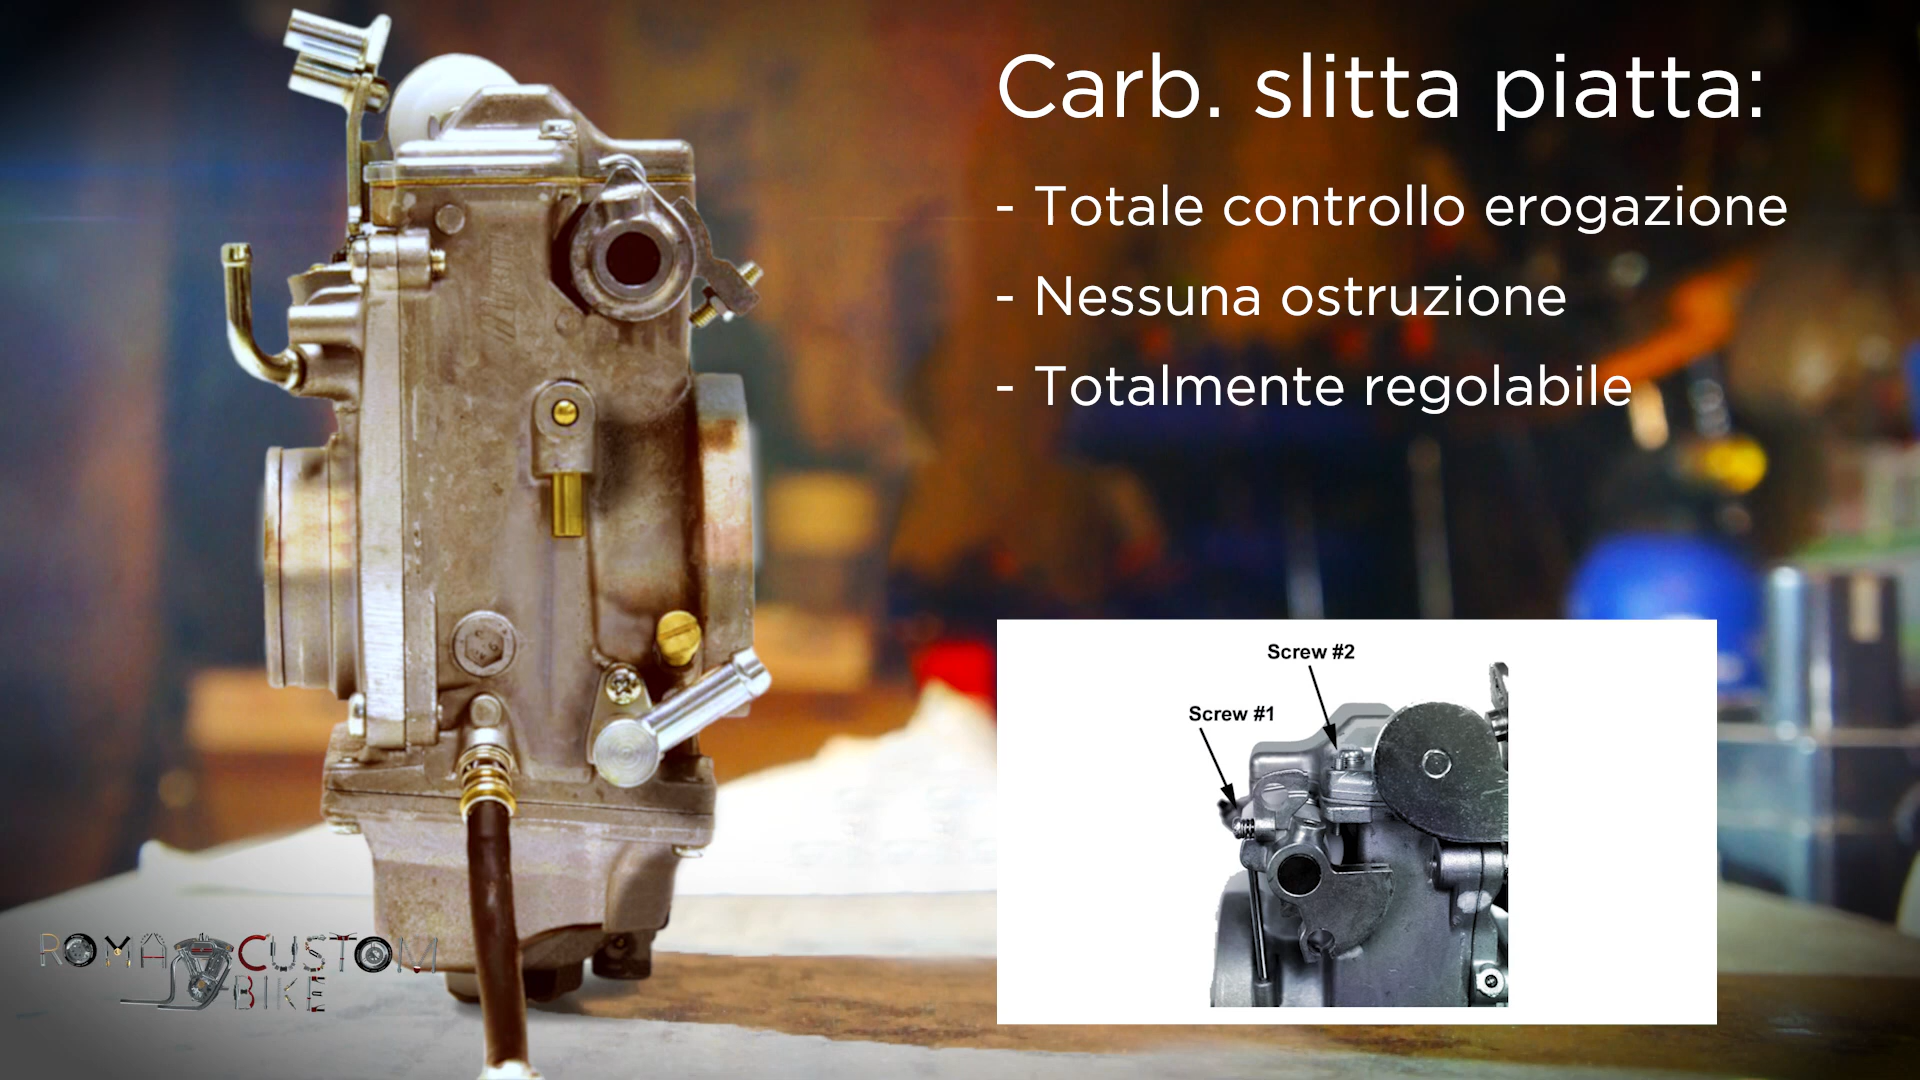 Carb. slitta piatta:
- Totale controllo erogazione
- Nessuna ostruzione
- Totalmente regolabile
Screw #2
Screw #1
ROMA CUSTOM
BIKE